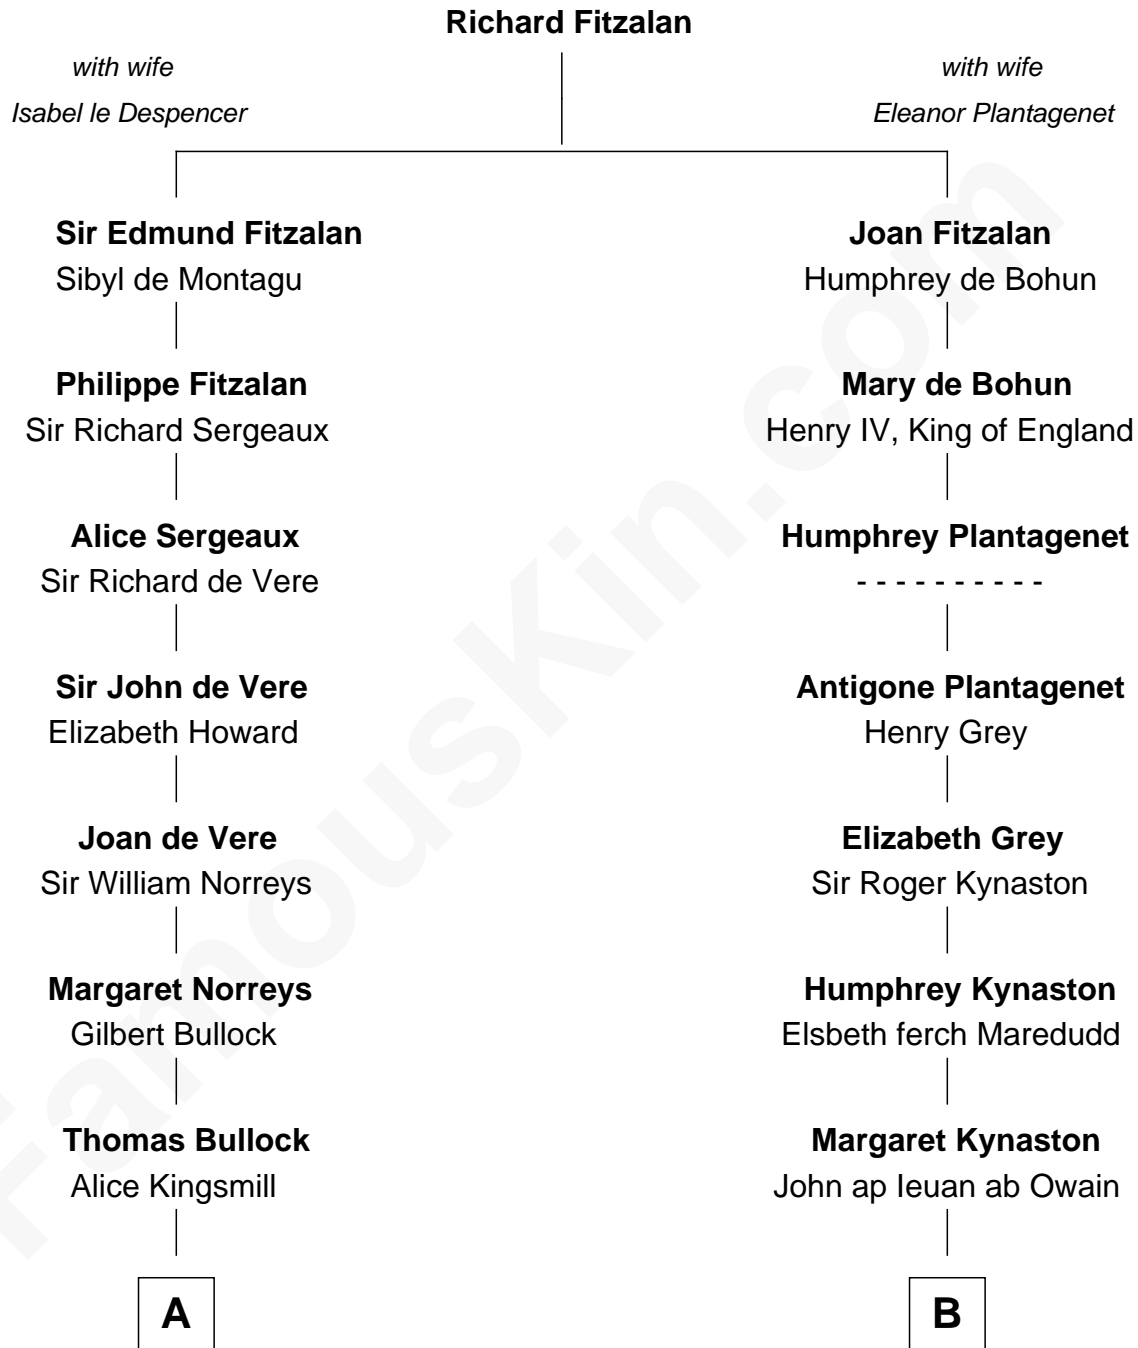 Richard Fitzalan
with wife
Isabel le Despencer
with wife
Eleanor Plantagenet
Sir Edmund Fitzalan
Sibyl de Montagu
Joan Fitzalan
Humphrey de Bohun
Philippe Fitzalan
Sir Richard Sergeaux
Mary de Bohun
Henry IV, King of England
Alice Sergeaux
Sir Richard de Vere
Humphrey Plantagenet
- - - - - - - - - -
Sir John de Vere
Elizabeth Howard
Antigone Plantagenet
Henry Grey
Joan de Vere
Sir William Norreys
Elizabeth Grey
Sir Roger Kynaston
Margaret Norreys
Gilbert Bullock
Humphrey Kynaston
Elsbeth ferch Maredudd
Thomas Bullock
Alice Kingsmill
Margaret Kynaston
John ap Ieuan ab Owain
A
B
FamousKin.com